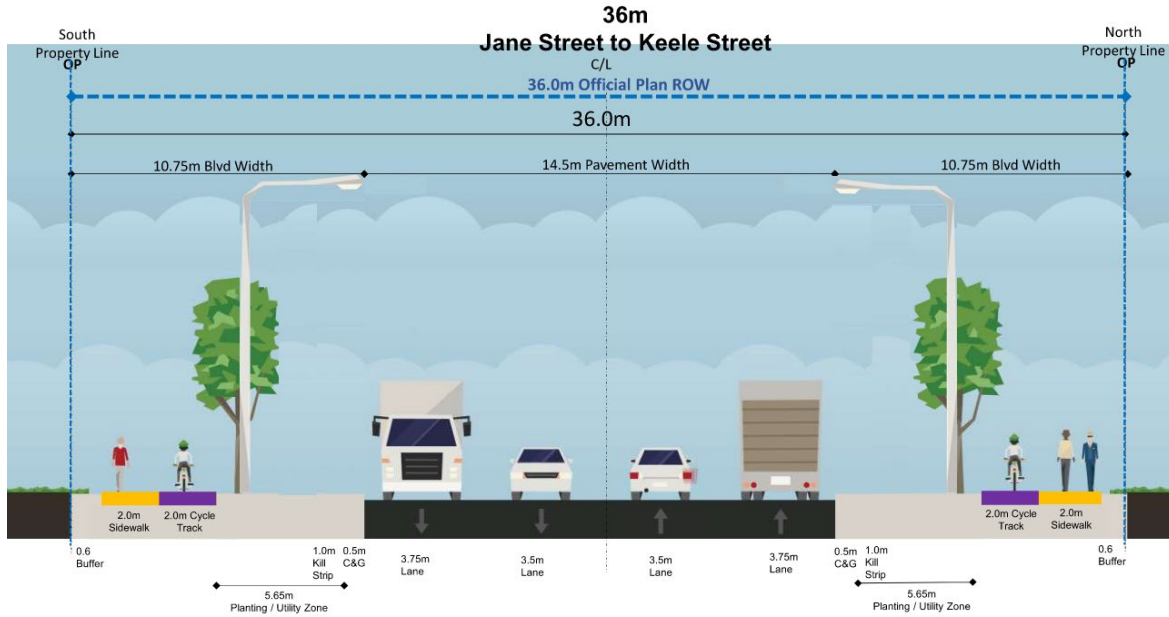 36m
Jane Street to Keele Street
South
Property Line
OP
C/L
North
Property Line
OP
36.0m Official Plan ROW
36.0m
10.75m Blvd Width
14.5m Pavement Width
10.75m Blvd Width
2.0m
Sidewalk
2.0m Cycle
Track
2.0m Cycle
Track
2.0m
Sidewalk
0.6
Buffer
1.0m
Kill
Strip
0.5m
C&G
3.75m
Lane
3.5m
Lane
3.5m
Lane
3.75m
Lane
0.5m
C&G
1.0m
Kill
Strip
0.6
Buffer
5.65m
Planting / Utility Zone
5.65m
Planting / Utility Zone